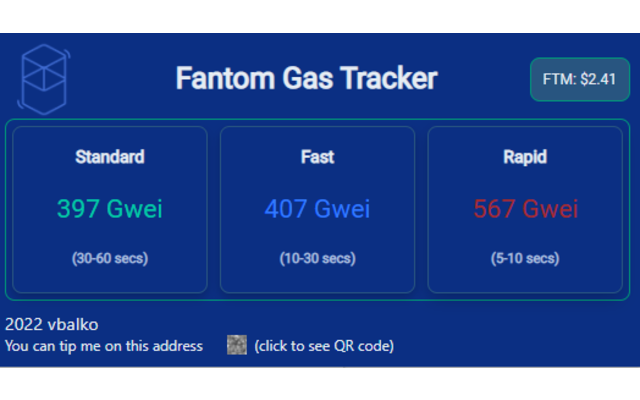 Fantom Gas Tracker
FTM: $2.41
Standard
397 Gwei
(30-60 secs)
Fast
407 Gwei
(10-30 secs)
Rapid
567 Gwei
(5-10 secs)
2022 vbalko
You can tip me on this address (click to see QR code)